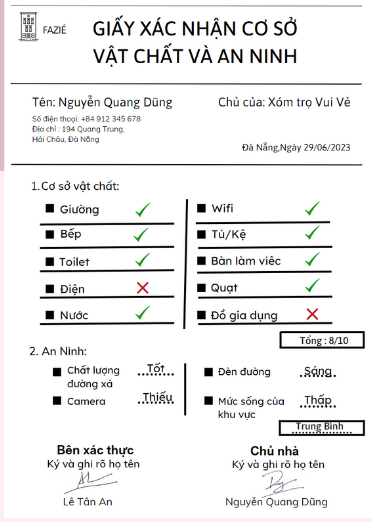 FAZIÉ
GIẤY XÁC NHẬN CƠ SỞ
VẬT CHẤT VÀ AN NINH
Tên: Nguyễn Quang Dũng
Chủ của: Xóm trọ Vui Vẻ
Số điện thoại: +84 912 345 678
Địa chỉ : 194 Quang Trung,
Hải Châu, Đà Nẵng
Đà Nẵng,Ngày 29/06/2023
1.Cơ sở vật chất:
Giường
Wifi
Bếp
Tủ/Kệ
Toilet
Bàn làm viêc
Điện
Quạt
Nước
Đồ gia dụng
Tổng : 8/10
2. An Ninh:
Chất lượng
đường xá
Tốt
Đèn đường
Sáng
Camera
Thiếu
Mức sống của
khu vực
Thấp
Trung Bình
Bên xác thực
Chủ nhà
Ký và ghi rõ họ tên
Ký và ghi rõ họ tên
Lê Tân An
Nguyễn Quang Dũng